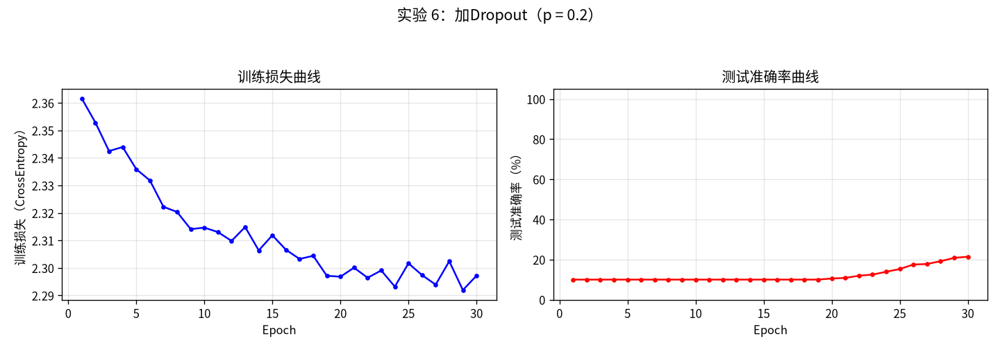 实验 6：加Dropout（p = 0.2）
训练损失曲线
训练损失（CrossEntropy）
2.36
2.35
2.34
2.33
2.32
2.31
2.30
2.29
0 5 10 15 20 25 30
Epoch
测试准确率曲线
测试准确率（%）
100
80
60
40
20
0
0 5 10 15 20 25 30
Epoch